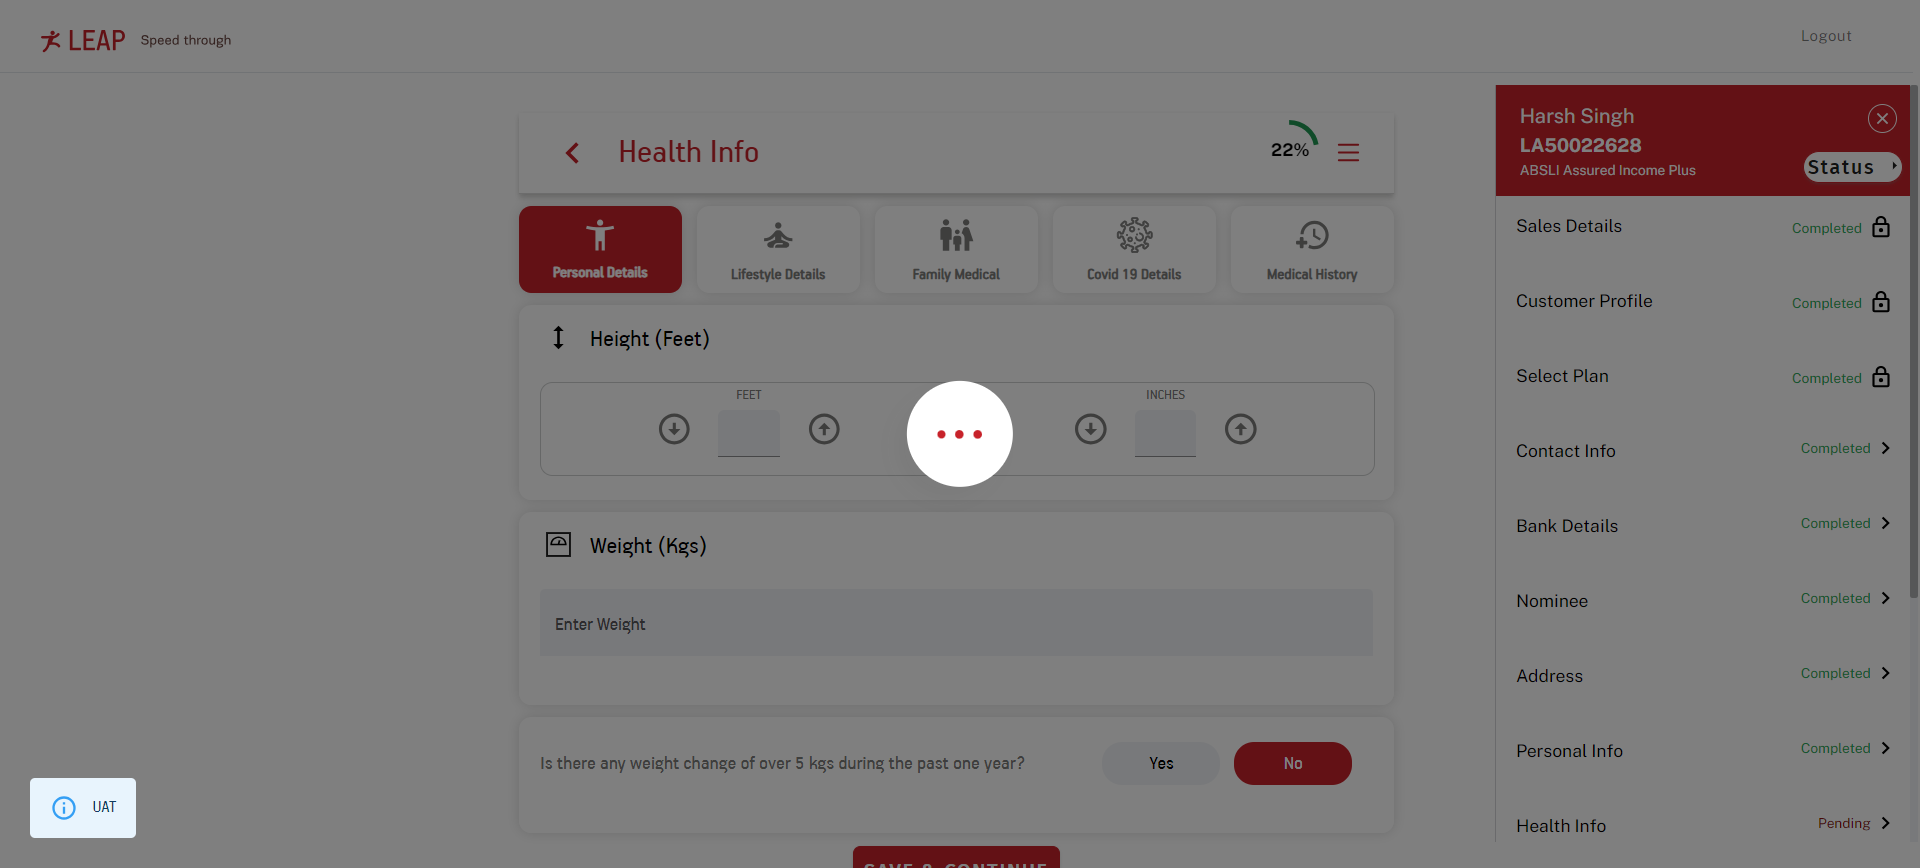 LEAP Speed through
Logout
Health Info
22%
Personal Details
Lifestyle Details
Family Medical
Covid 19 Details
Medical History
Height (Feet)
FEET
INCHES
Weight (Kgs)
Enter Weight
Is there any weight change of over 5 kgs during the past one year?
Yes
No
SAVE & CONTINUE
UAT
Harsh Singh
LA50022628
ABSLI Assured Income Plus
Status
Sales Details Completed
Customer Profile Completed
Select Plan Completed
Contact Info Completed
Bank Details Completed
Nominee Completed
Address Completed
Personal Info Completed
Health Info Pending